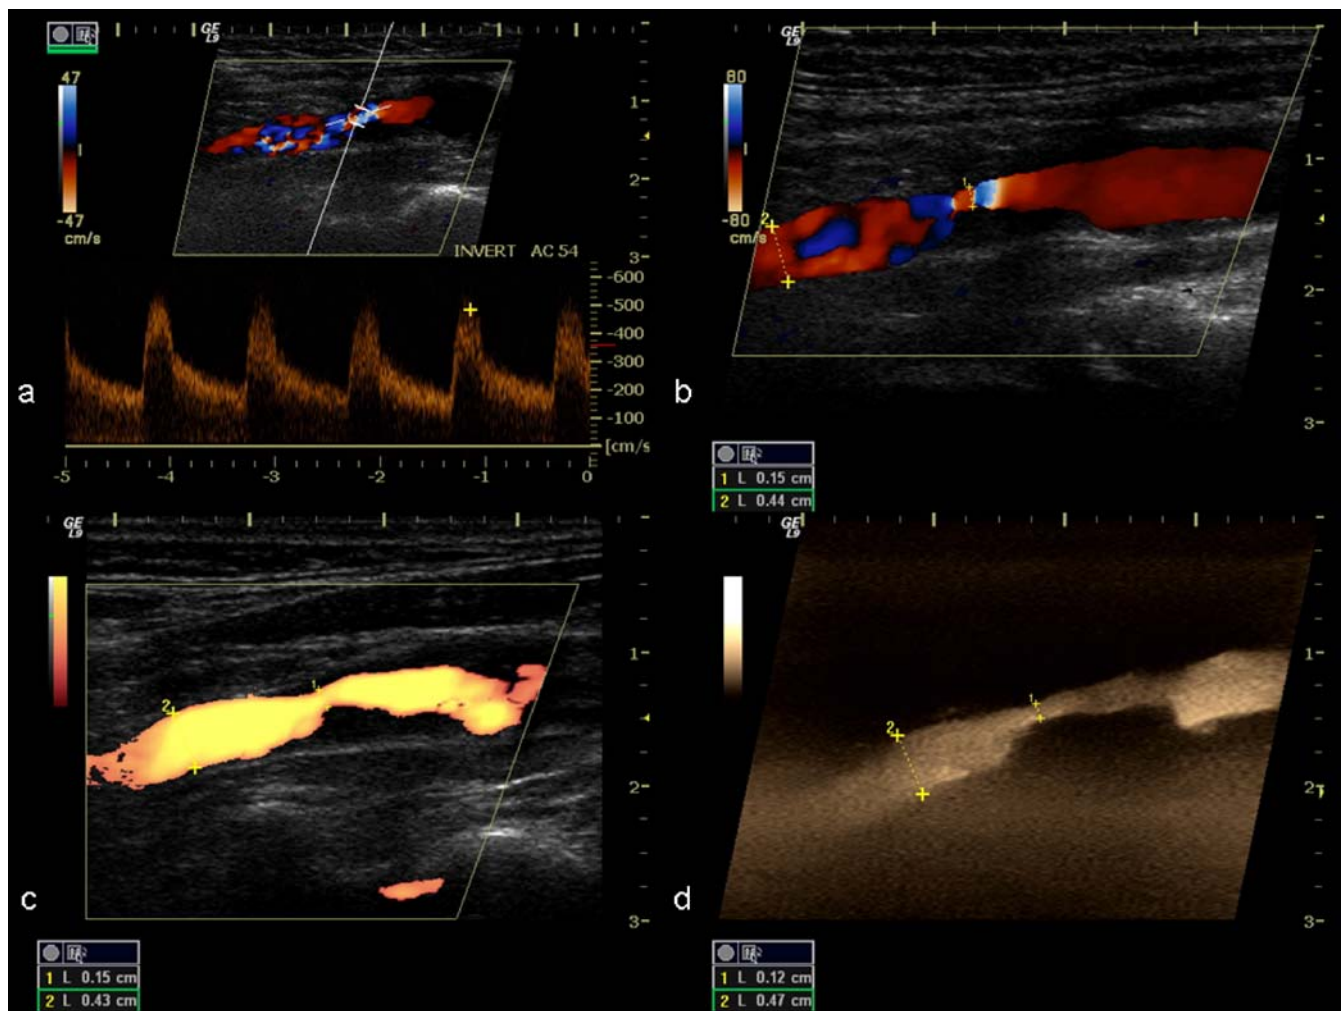 GE
L9
47
-47
cm/s
1
2
3
INVERT AC 54
-600
-500
-400
-300
-200
-100
[cm/s
-5 -4 -3 -2 -1 0
a
GE
L9
80
-80
cm/s
1
2
1
2
3
b
1 L 0.15 cm
2 L 0.44 cm
GE
L9
1
2
1
2
3
c
1 L 0.15 cm
2 L 0.43 cm
GE
L9
1
2
1
2
3
d
1 L 0.12 cm
2 L 0.47 cm